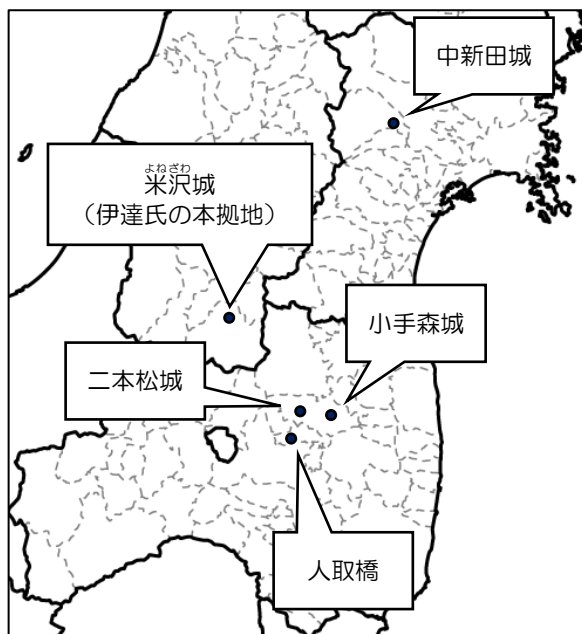 中新田城
よねざわ
米沢城
（伊達氏の本拠地）
小手森城
二本松城
人取橋